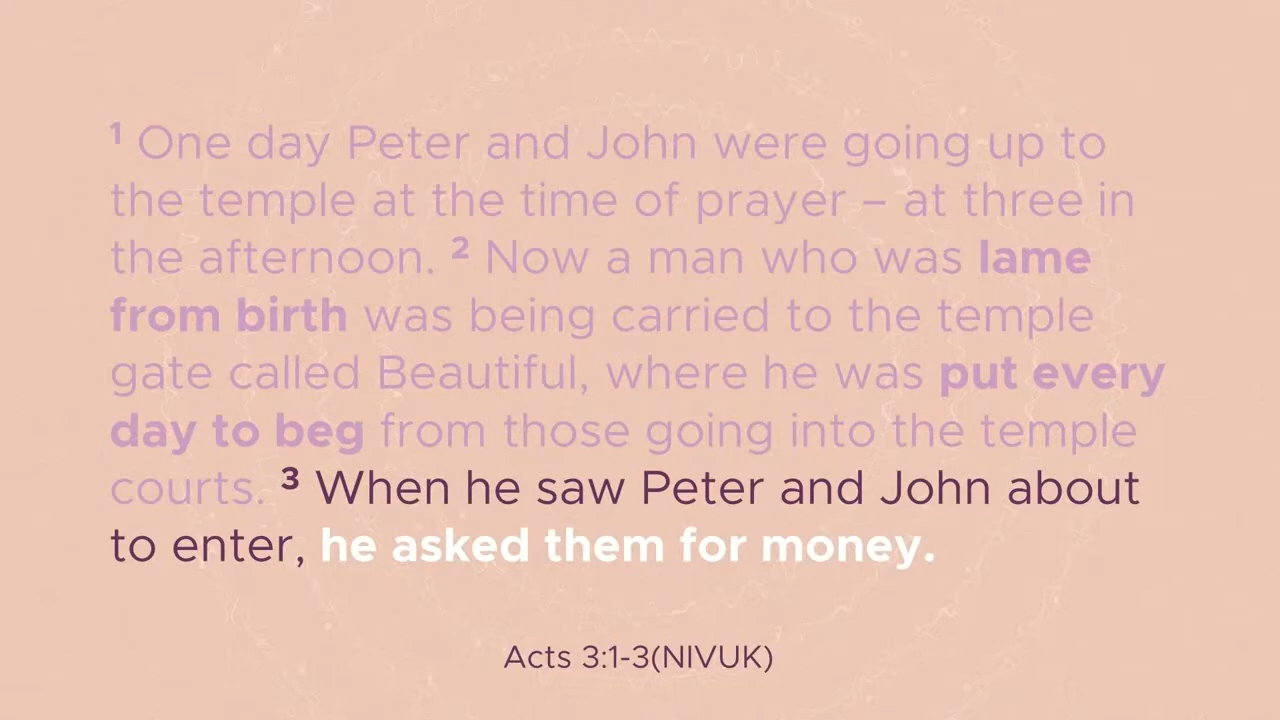 ¹ One day Peter and John were going up to
the temple at the time of prayer – at three in
the afternoon. ² Now a man who was lame
from birth was being carried to the temple
gate called Beautiful, where he was put every
day to beg from those going into the temple
courts. ³ When he saw Peter and John about
to enter, he asked them for money.
Acts 3:1-3(NIVUK)